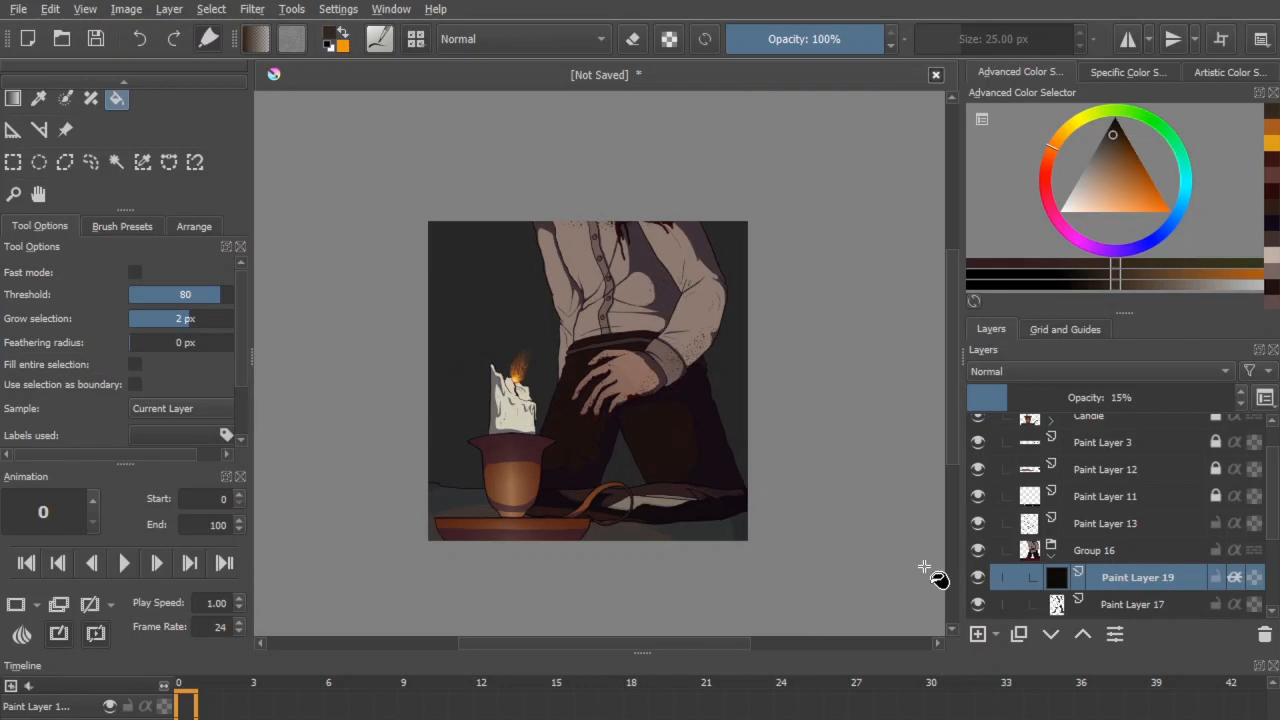 File Edit View Image Layer Select Filter Tools Settings Window Help
Normal
Opacity: 100%
Size: 25.00 px
[Not Saved] *
Advanced Color S...
Specific Color S...
Artistic Color S...
Advanced Color Selector
Tool Options
Brush Presets
Arrange
Tool Options
Fast mode:
Threshold: 80
Grow selection: 2 px
Feathering radius: 0 px
Fill entire selection:
Use selection as boundary:
Sample: Current Layer
Labels used:
Animation
0
Start: 0
End: 100
Play Speed: 1.00
Frame Rate: 24
Layers
Grid and Guides
Layers
Normal
Opacity: 15%
Candle
Paint Layer 3
Paint Layer 12
Paint Layer 11
Paint Layer 13
Group 16
Paint Layer 19
Paint Layer 17
Timeline
0 3 6 9 12 15 18 21 24 27 30 33 36 39 42
Paint Layer 1...